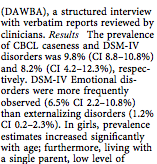 (DAWBA), a structured interview
with verbatim reports reviewed by
clinicians. Results The prevalence
of CBCL caseness and DSM-IV
disorders was 9.8% (CI 8.8–10.8%)
and 8.2% (CI 4.2–12.3%), respec-
tively. DSM-IV Emotional dis-
orders were more frequently
observed (6.5% CI 2.2–10.8%)
than externalizing disorders (1.2%
CI 0.2–2.3%). In girls, prevalence
estimates increased significantly
with age; furthermore, living with
a single parent, low level of